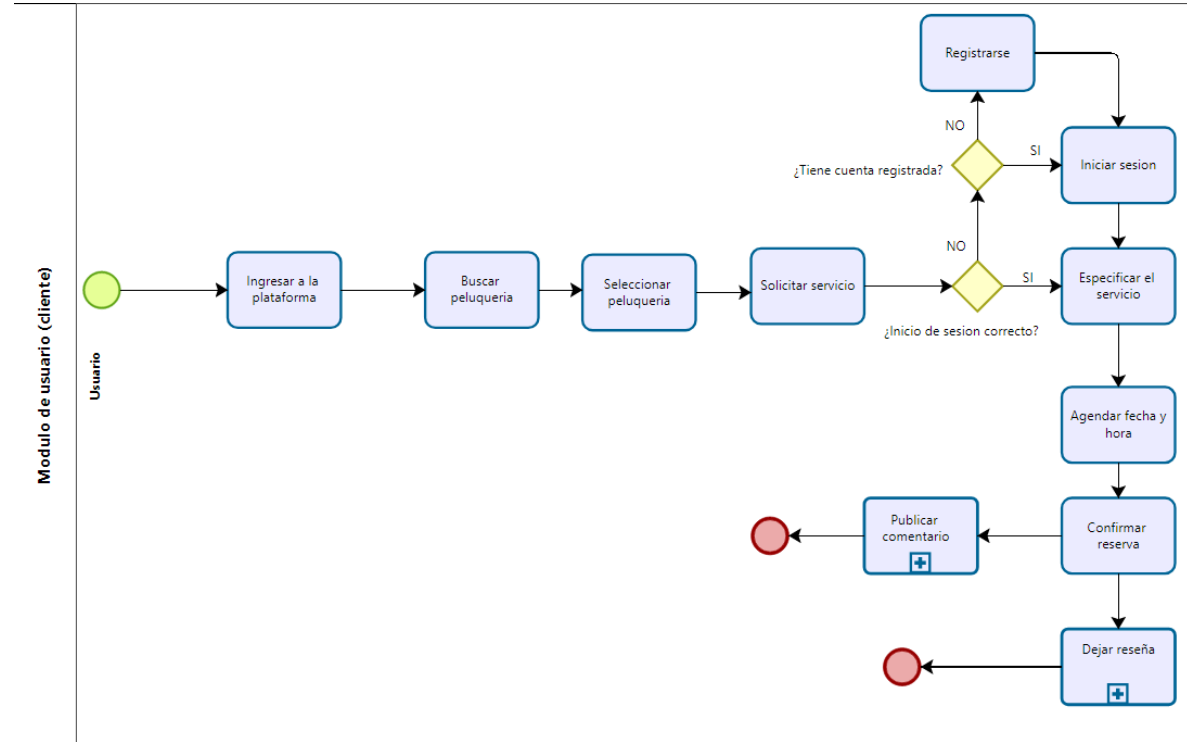 Modulo de usuario (cliente)
Usuario
Ingresar a la
plataforma
Buscar
peluqueria
Seleccionar
peluqueria
Solicitar servicio
¿Inicio de sesion correcto?
NO
SI
¿Tiene cuenta registrada?
NO
SI
Registrarse
Iniciar sesion
Especificar el
servicio
Agendar fecha y
hora
Confirmar
reserva
Publicar
comentario
Dejar reseña